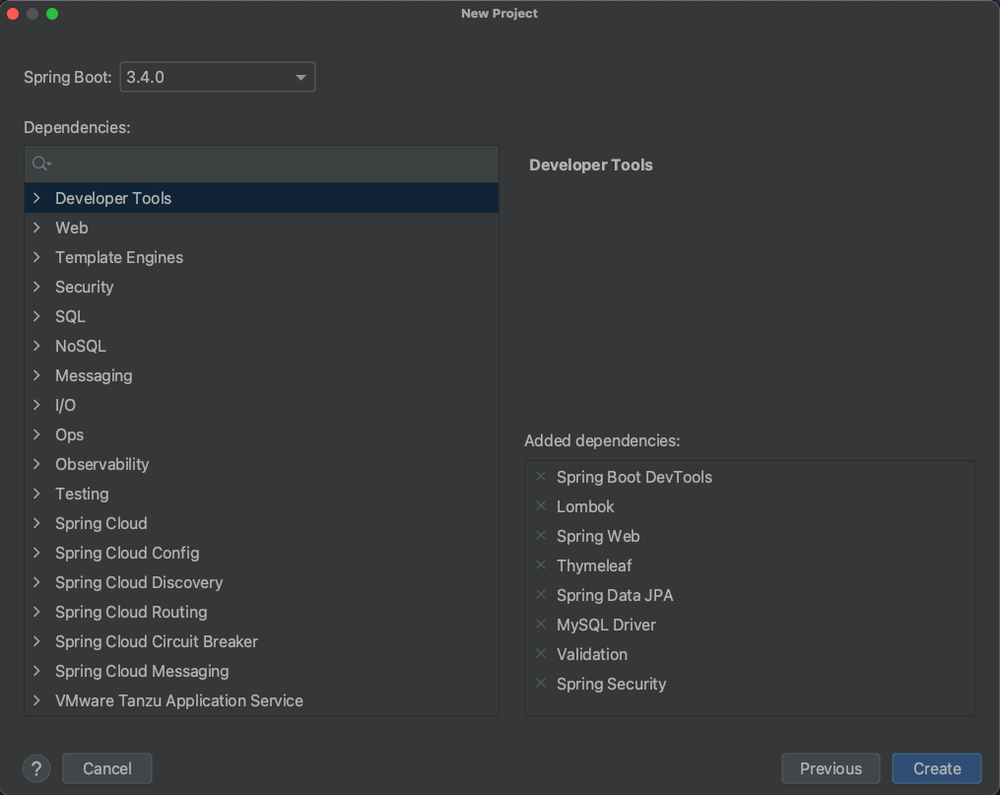 New Project
Spring Boot: 3.4.0
Dependencies:
Developer Tools
Web
Template Engines
Security
SQL
NoSQL
Messaging
I/O
Ops
Observability
Testing
Spring Cloud
Spring Cloud Config
Spring Cloud Discovery
Spring Cloud Routing
Spring Cloud Circuit Breaker
Spring Cloud Messaging
VMware Tanzu Application Service
Developer Tools
Added dependencies:
Spring Boot DevTools
Lombok
Spring Web
Thymeleaf
Spring Data JPA
MySQL Driver
Validation
Spring Security
? Cancel Previous Create